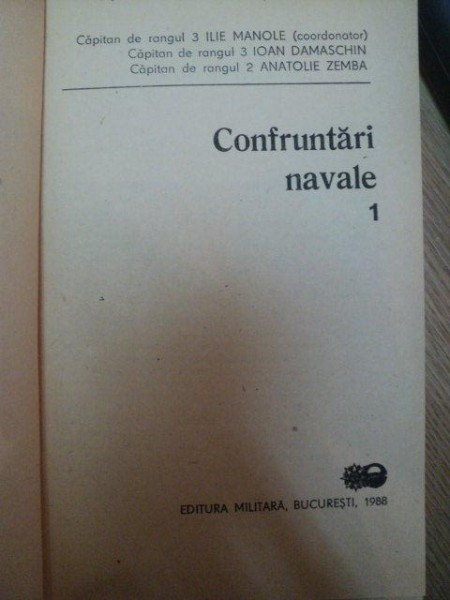 Căpitan de rangul 3 ILIE MANOLE (coordonator)
Căpitan de rangul 3 IOAN DAMASCHIN
Căpitan de rangul 2 ANATOLIE ZEMBA
Confruntări
navale
1
EDITURA MILITARĂ, BUCUREȘTI, 1988